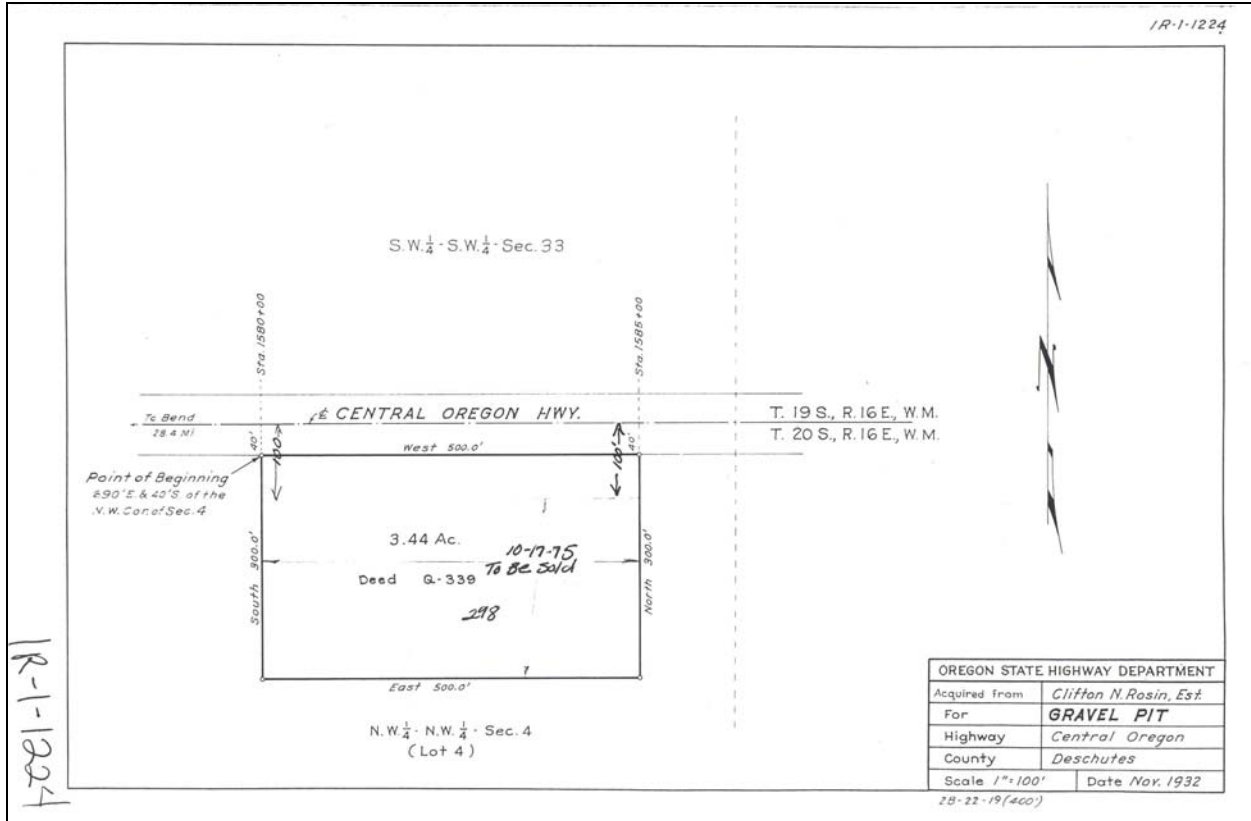 1R-1-1224
S.W.¼ - S.W.¼ - Sec. 33
Sta. 1580+00
Sta. 1585+00
To Bend
28.4 Mi.
℄ CENTRAL OREGON HWY.
T. 19 S., R. 16 E., W.M.
T. 20 S., R. 16 E., W.M.
40'
100'
West 500.0'
100'
40'
Point of Beginning
890' E. & 40' S. of the
N.W. Cor. of Sec. 4
N
South 300.0'
3.44 Ac.
10-17-75
To Be Sold
Deed Q-339
298
North 300.0'
East 500.0'
N.W.¼ - N.W.¼ - Sec. 4
(Lot 4)
1R-1-1224
OREGON STATE HIGHWAY DEPARTMENT
Acquired from Clifton N. Rosin, Est.
For GRAVEL PIT
Highway Central Oregon
County Deschutes
Scale 1"=100' Date Nov. 1932
2B-22-19 (400')